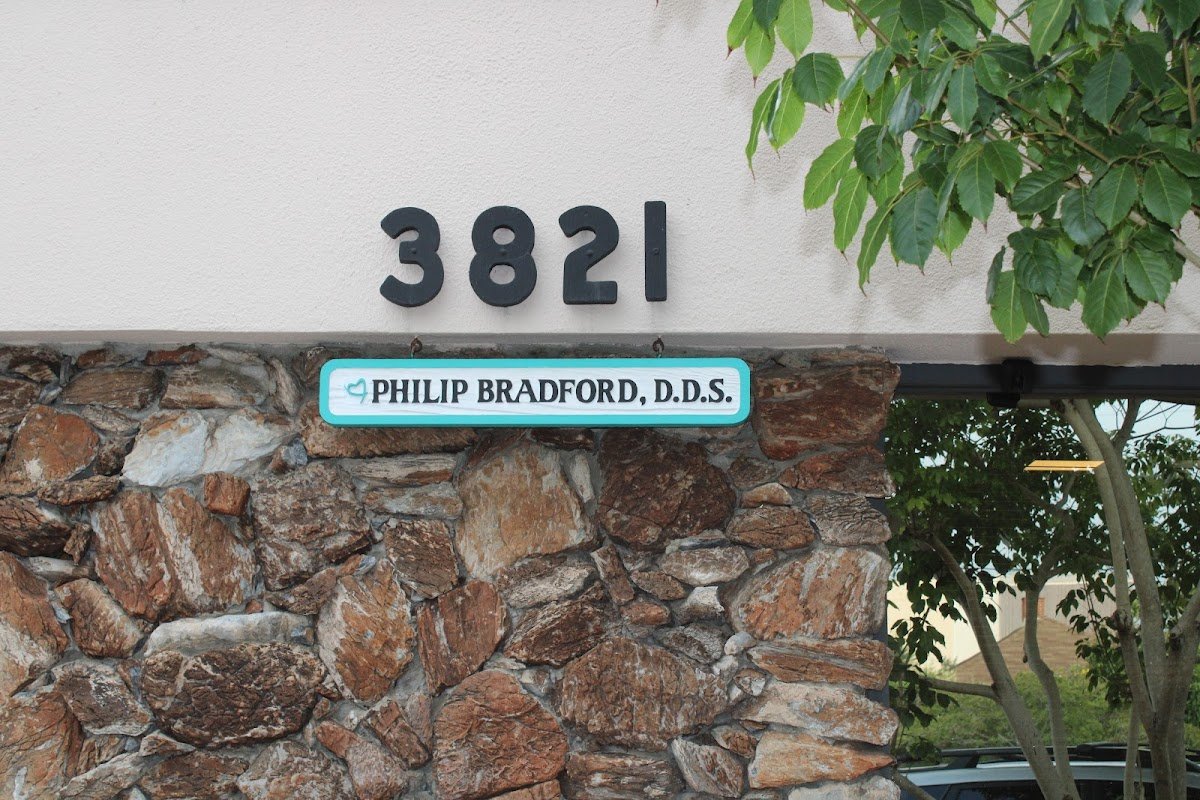 3821
PHILIP BRADFORD, D.D.S.